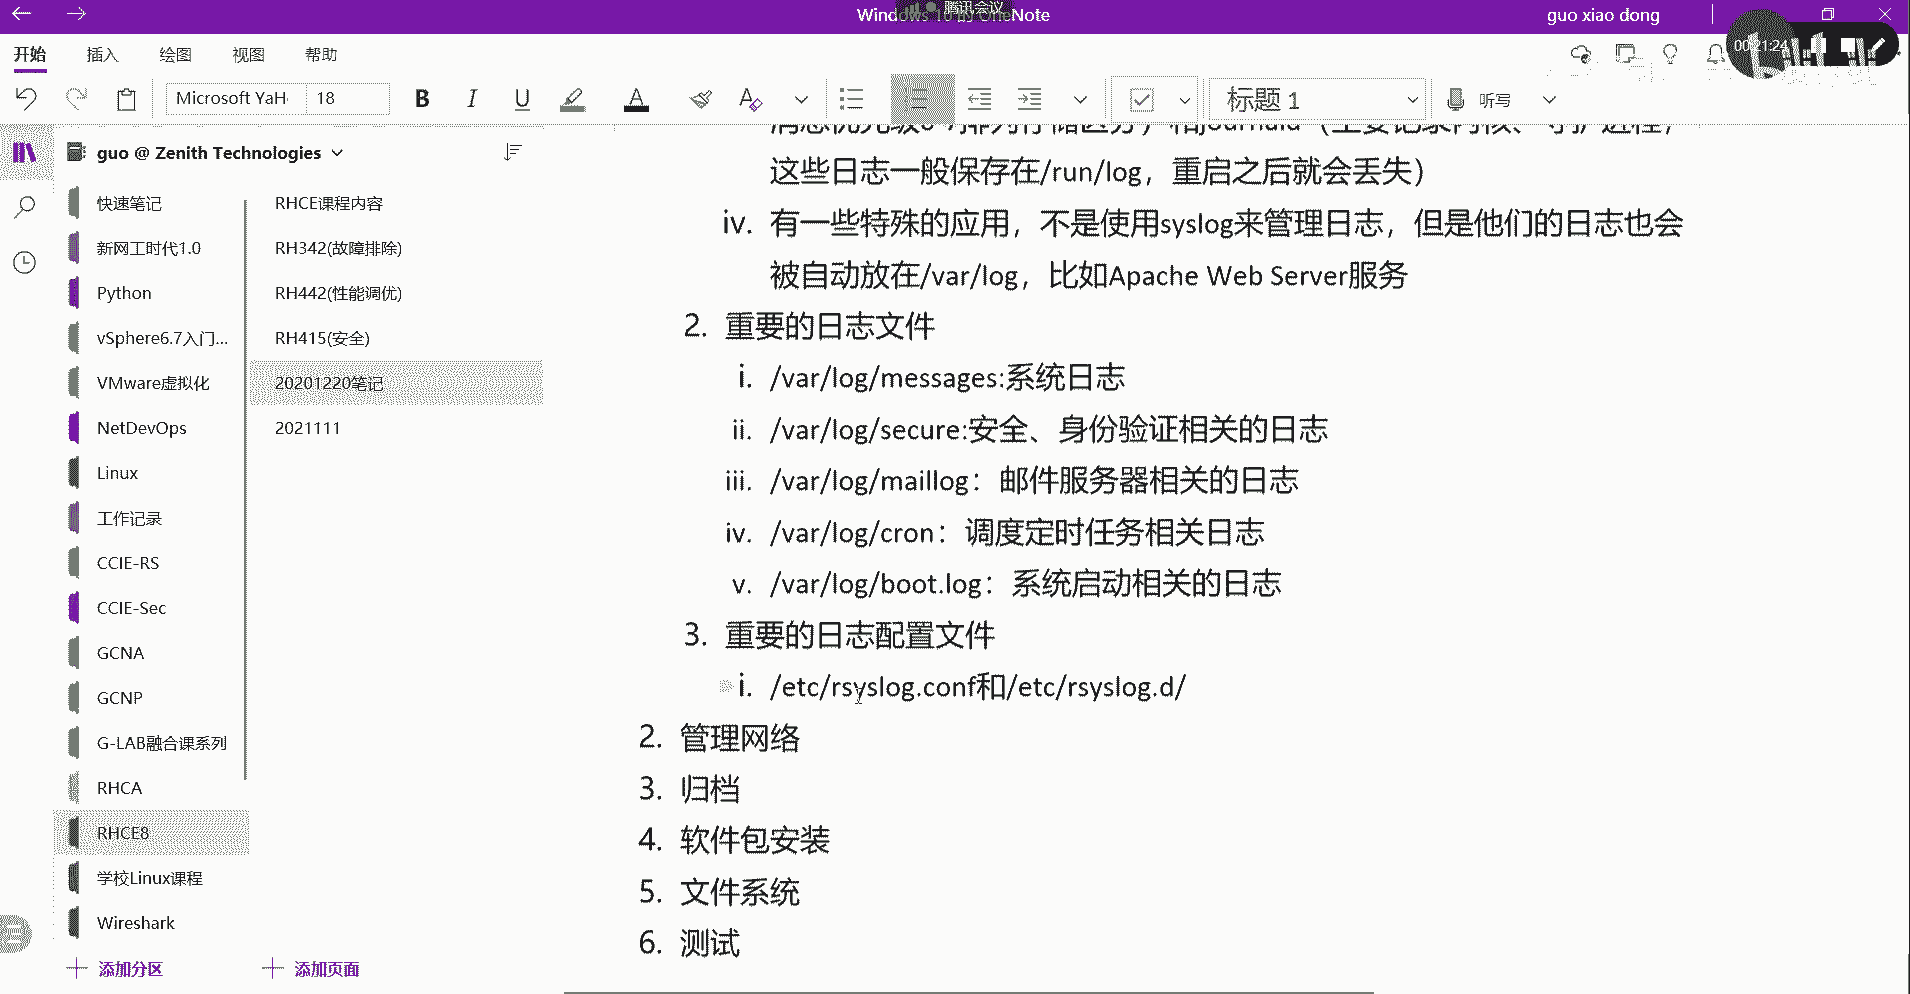 腾讯会议
Windows 10 的 OneNote
guo xiao dong
00:21:24
开始 插入 绘图 视图 帮助
Microsoft YaH 18 B I U A 标题 1 听写
guo @ Zenith Technologies
快速笔记
新网工时代1.0
Python
vSphere6.7入门...
VMware虚拟化
NetDevOps
Linux
工作记录
CCIE-RS
CCIE-Sec
GCNA
GCNP
G-LAB融合课系列
RHCA
RHCE8
学校Linux课程
Wireshark
添加分区
RHCE课程内容
RH342(故障排除)
RH442(性能调优)
RH415(安全)
20201220笔记
2021111
添加页面
这些日志一般保存在/run/log，重启之后就会丢失）
iv. 有一些特殊的应用，不是使用syslog来管理日志，但是他们的日志也会
被自动放在/var/log，比如Apache Web Server服务
2. 重要的日志文件
i. /var/log/messages:系统日志
ii. /var/log/secure:安全、身份验证相关的日志
iii. /var/log/maillog：邮件服务器相关的日志
iv. /var/log/cron：调度定时任务相关日志
v. /var/log/boot.log：系统启动相关的日志
3. 重要的日志配置文件
i. /etc/rsyslog.conf和/etc/rsyslog.d/
2. 管理网络
3. 归档
4. 软件包安装
5. 文件系统
6. 测试